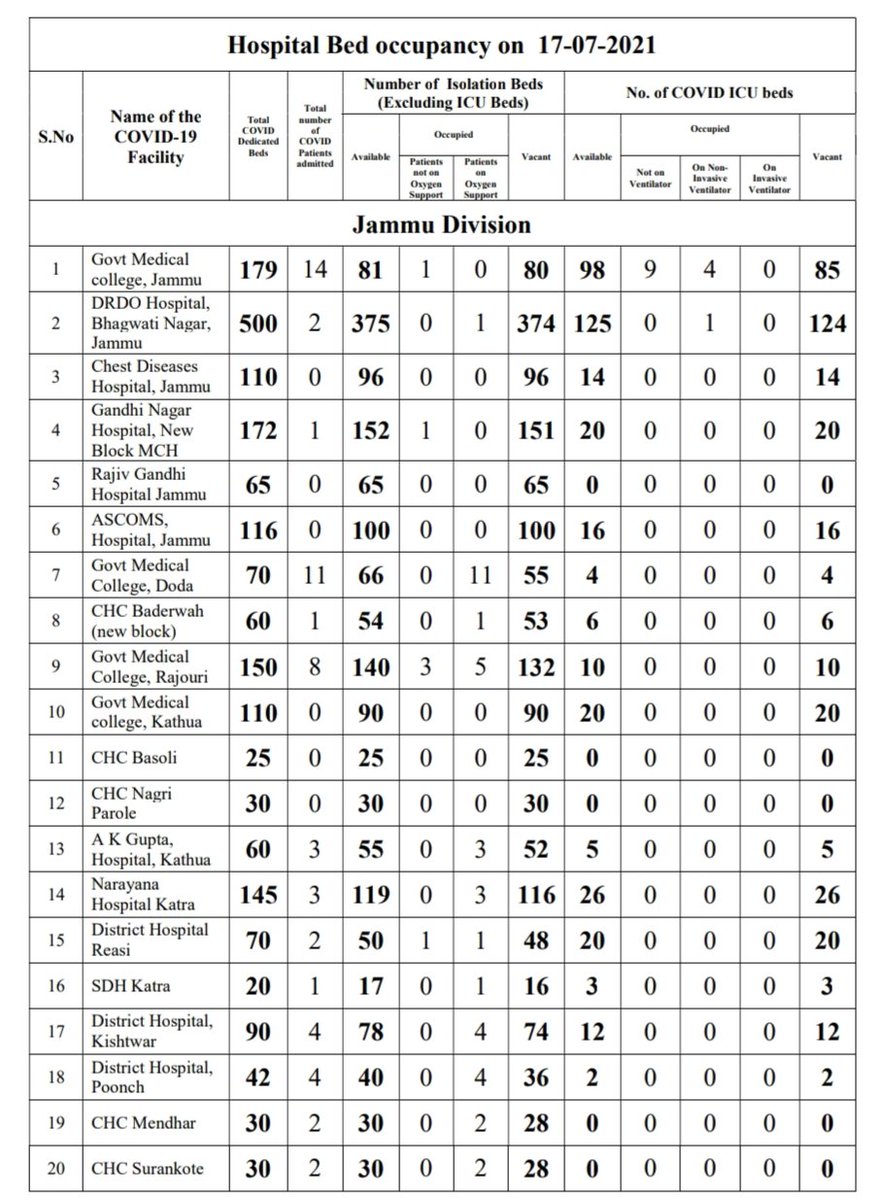 Hospital Bed occupancy on 17-07-2021
S.No
Name of the
COVID-19
Facility
Total
COVID
Dedicated
Beds
Total
number
of
COVID
Patients
admitted
Number of Isolation Beds
(Excluding ICU Beds)
No. of COVID ICU beds
Available
Occupied
Vacant
Available
Occupied
Vacant
Patients
not on
Oxygen
Support
Patients
on
Oxygen
Support
Not on
Ventilator
On Non-
Invasive
Ventilator
On
Invasive
Ventilator
Jammu Division
1 Govt Medical
college, Jammu 179 14 81 1 0 80 98 9 4 0 85
2 DRDO Hospital,
Bhagwati Nagar,
Jammu 500 2 375 0 1 374 125 0 1 0 124
3 Chest Diseases
Hospital, Jammu 110 0 96 0 0 96 14 0 0 0 14
4 Gandhi Nagar
Hospital, New
Block MCH 172 1 152 1 0 151 20 0 0 0 20
5 Rajiv Gandhi
Hospital Jammu 65 0 65 0 0 65 0 0 0 0 0
6 ASCOMS,
Hospital, Jammu 116 0 100 0 0 100 16 0 0 0 16
7 Govt Medical
College, Doda 70 11 66 0 11 55 4 0 0 0 4
8 CHC Baderwah
(new block) 60 1 54 0 1 53 6 0 0 0 6
9 Govt Medical
College, Rajouri 150 8 140 3 5 132 10 0 0 0 10
10 Govt Medical
college, Kathua 110 0 90 0 0 90 20 0 0 0 20
11 CHC Basoli 25 0 25 0 0 25 0 0 0 0 0
12 CHC Nagri
Parole 30 0 30 0 0 30 0 0 0 0 0
13 A K Gupta,
Hospital, Kathua 60 3 55 0 3 52 5 0 0 0 5
14 Narayana
Hospital Katra 145 3 119 0 3 116 26 0 0 0 26
15 District Hospital
Reasi 70 2 50 1 1 48 20 0 0 0 20
16 SDH Katra 20 1 17 0 1 16 3 0 0 0 3
17 District Hospital,
Kishtwar 90 4 78 0 4 74 12 0 0 0 12
18 District Hospital,
Poonch 42 4 40 0 4 36 2 0 0 0 2
19 CHC Mendhar 30 2 30 0 2 28 0 0 0 0 0
20 CHC Surankote 30 2 30 0 2 28 0 0 0 0 0